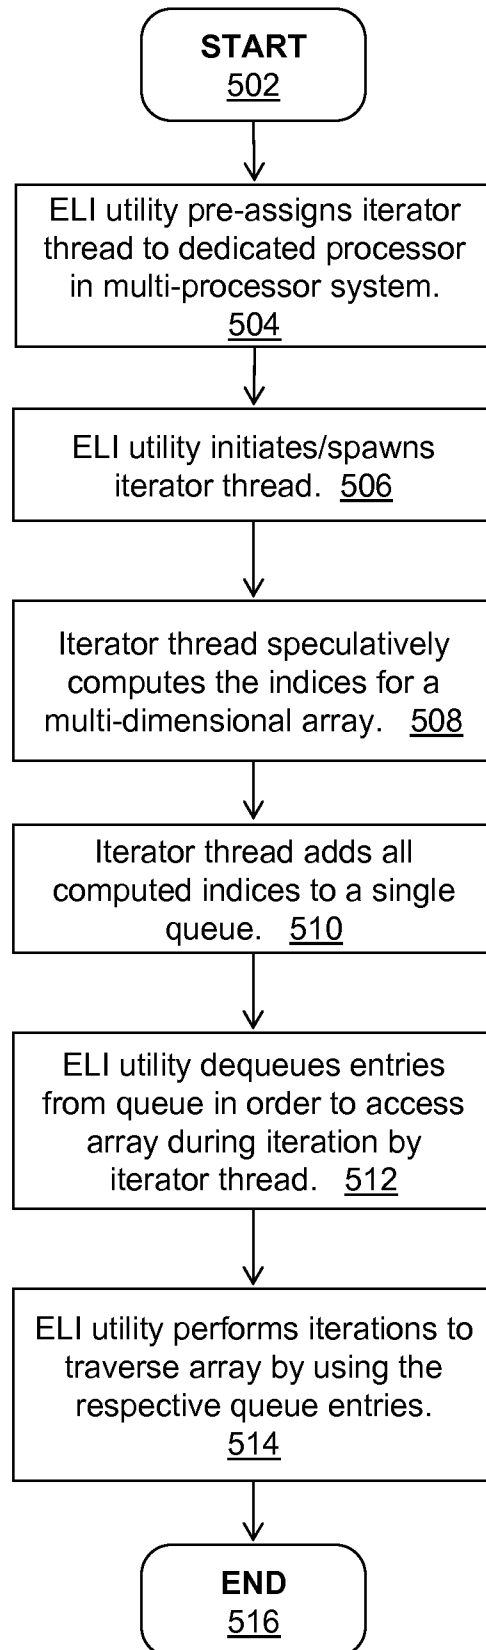 START
502
ELI utility pre-assigns iterator
thread to dedicated processor
in multi-processor system.
504
ELI utility initiates/spawns
iterator thread. 506
Iterator thread speculatively
computes the indices for a
multi-dimensional array. 508
Iterator thread adds all
computed indices to a single
queue. 510
ELI utility dequeues entries
from queue in order to access
array during iteration by
iterator thread. 512
ELI utility performs iterations to
traverse array by using the
respective queue entries.
514
END
516